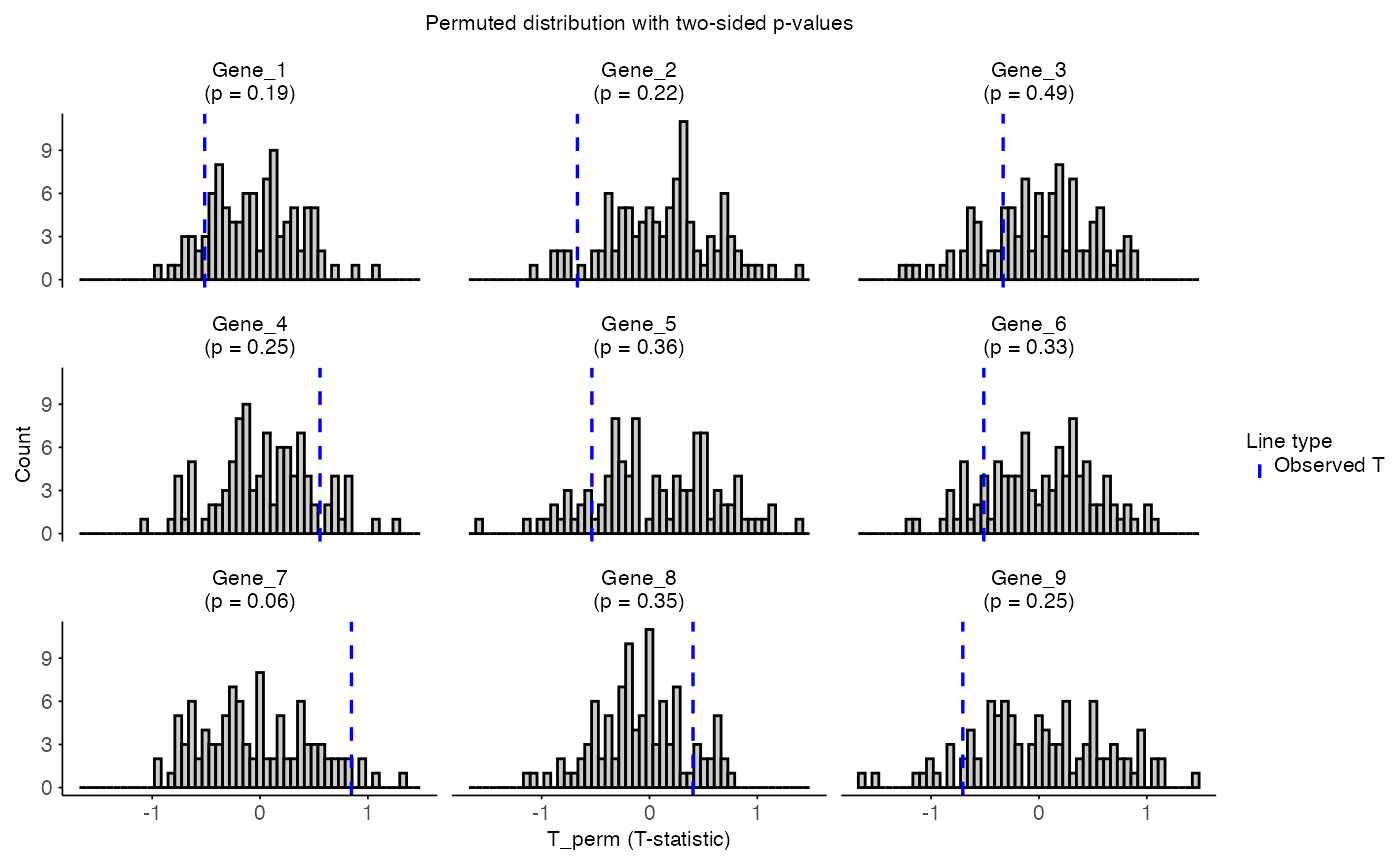 Permuted distribution with two-sided p-values
Gene_1
(p = 0.19)
Gene_2
(p = 0.22)
Gene_3
(p = 0.49)
9
6
3
0
Gene_4
(p = 0.25)
Gene_5
(p = 0.36)
Gene_6
(p = 0.33)
9
6
3
0
Count
Line type
Observed T
Gene_7
(p = 0.06)
Gene_8
(p = 0.35)
Gene_9
(p = 0.25)
9
6
3
0
-1 0 1
-1 0 1
-1 0 1
T_perm (T-statistic)